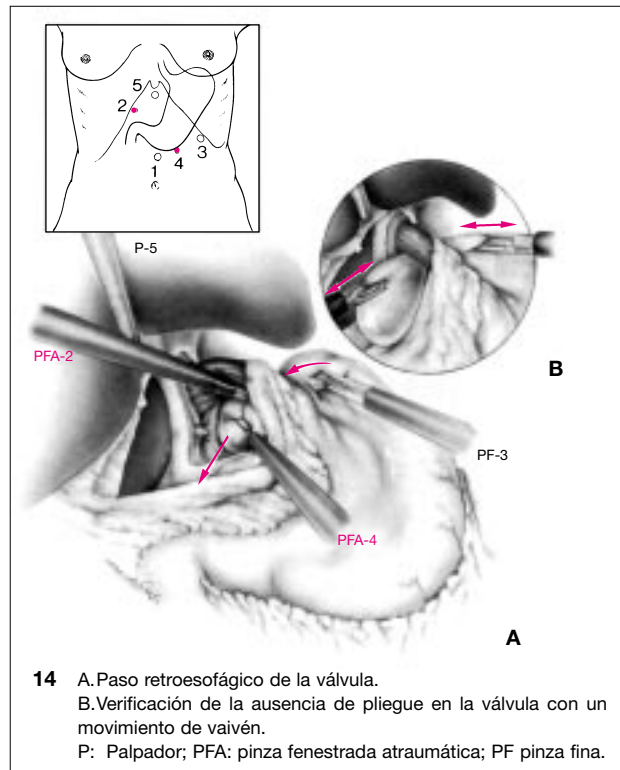 5
2
3
4
1
P-5
PFA-2
B
PF-3
PFA-4
A
14 A.Paso retroesofágico de la válvula.
B.Verificación de la ausencia de pliegue en la válvula con un
movimiento de vaivén.
P: Palpador; PFA: pinza fenestrada atraumática; PF pinza fina.